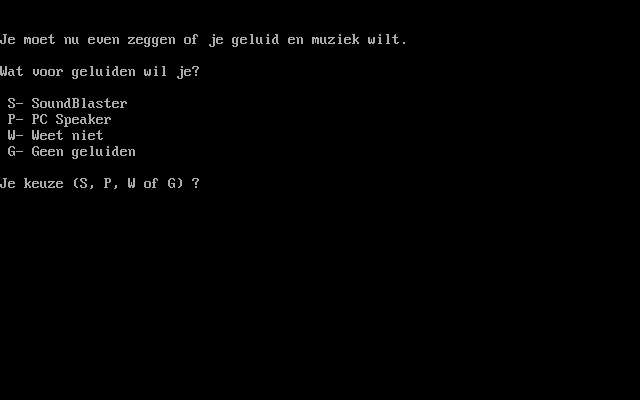 Je moet nu even zeggen of je geluid en muziek wilt.
Wat voor geluiden wil je?
S- SoundBlaster
P- PC Speaker
W- Weet niet
G- Geen geluiden
Je keuze (S, P, W of G) ?